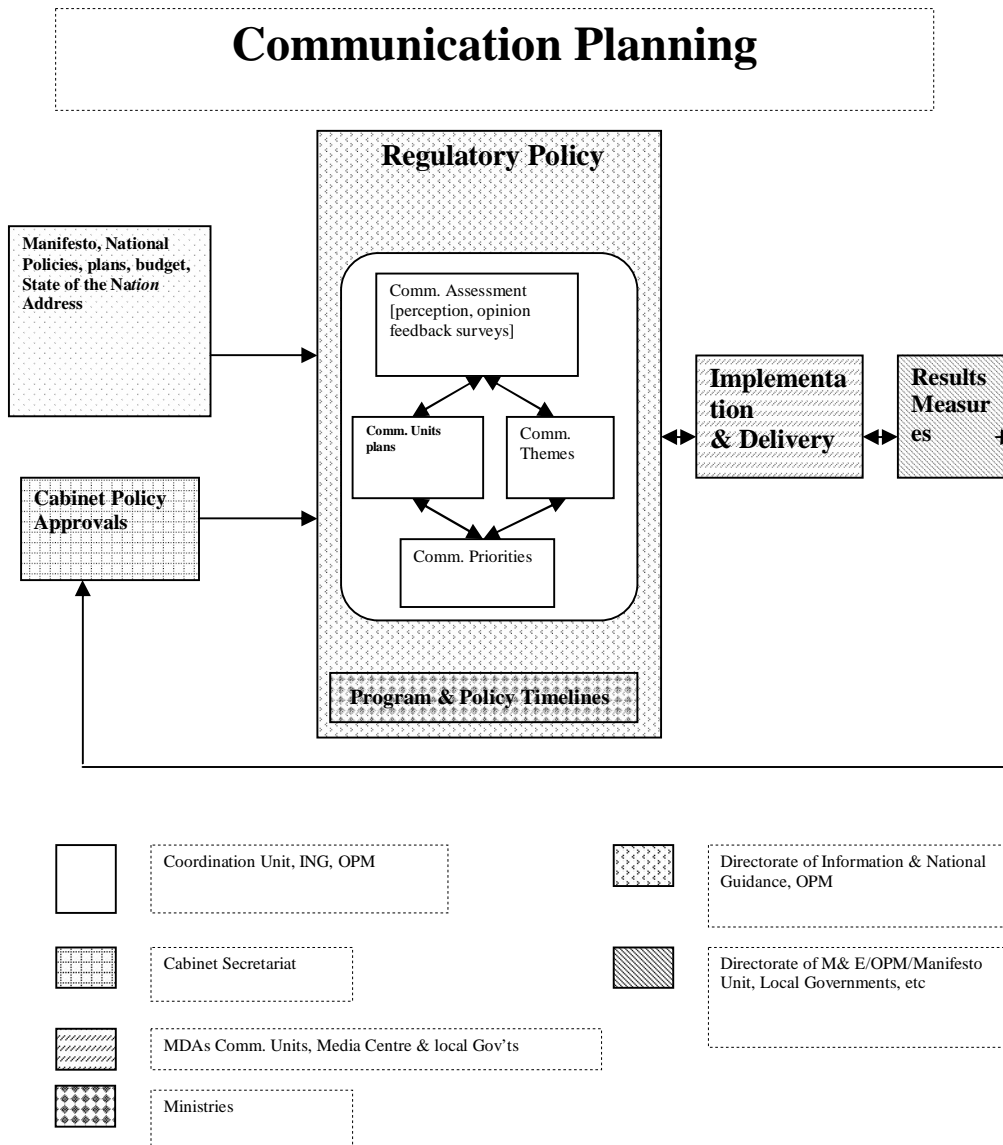 Communication Planning
Regulatory Policy
Manifesto, National
Policies, plans, budget,
State of the Nation
Address
Comm. Assessment
[perception, opinion
feedback surveys]
Comm. Units
plans
Comm.
Themes
Comm. Priorities
Implementa
tion
& Delivery
Results
Measur
es
Cabinet Policy
Approvals
Program & Policy Timelines
Coordination Unit, ING, OPM
Directorate of Information & National
Guidance, OPM
Cabinet Secretariat
Directorate of M& E/OPM/Manifesto
Unit, Local Governments, etc
MDAs Comm. Units, Media Centre & local Gov'ts
Ministries